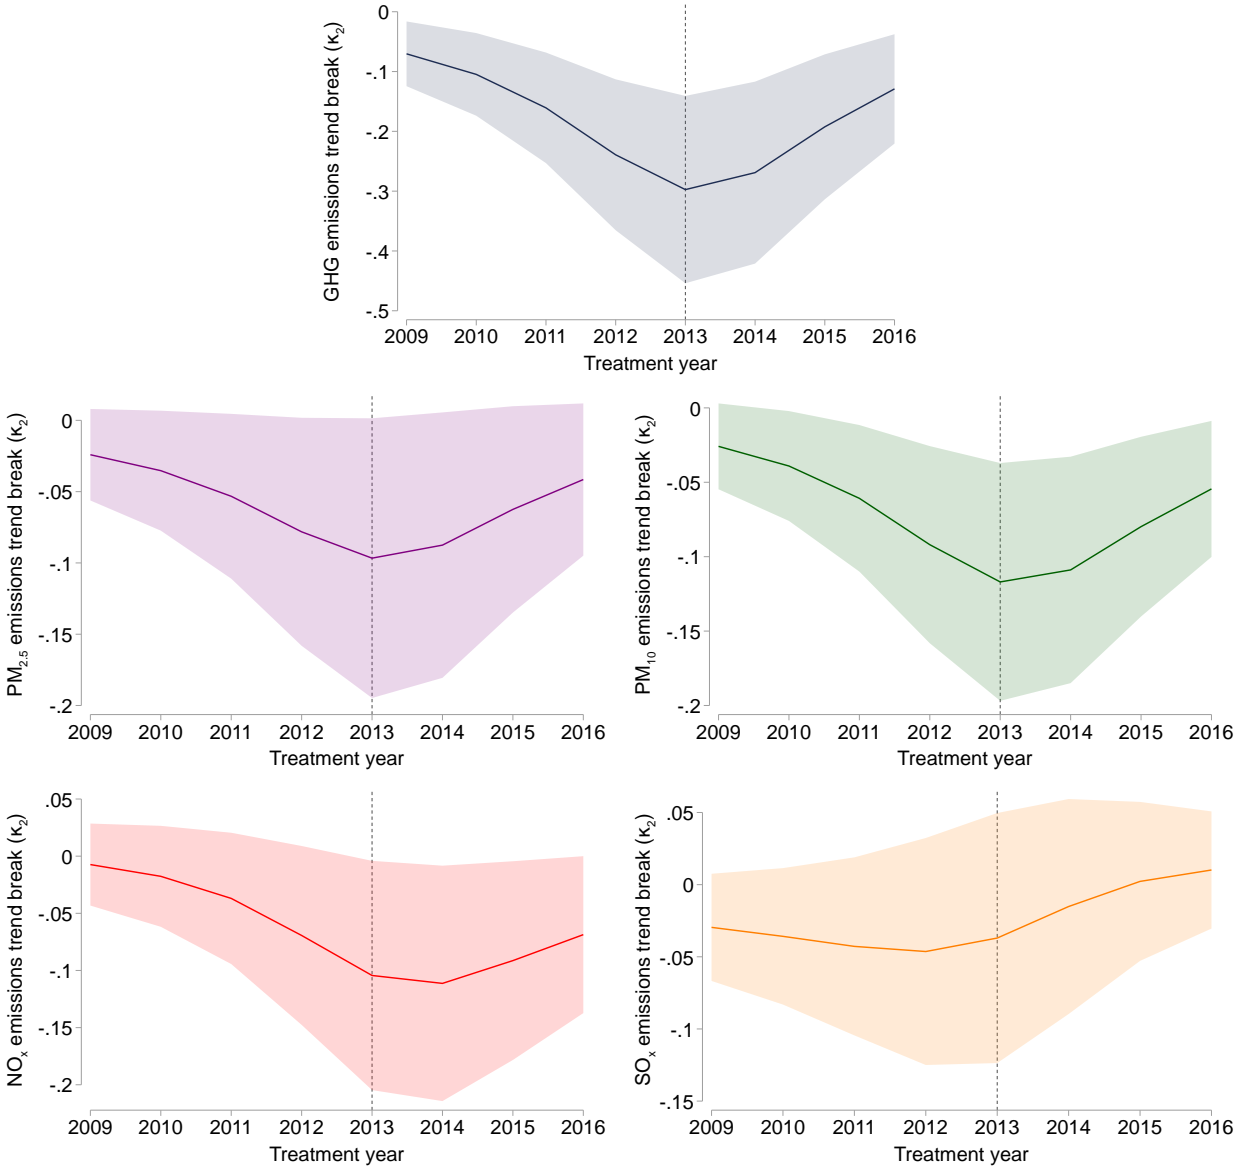 GHG emissions trend break (κ₂)
0
-.1
-.2
-.3
-.4
-.5
2009 2010 2011 2012 2013 2014 2015 2016
Treatment year
PM₂.₅ emissions trend break (κ₂)
0
-.05
-.1
-.15
-.2
2009 2010 2011 2012 2013 2014 2015 2016
Treatment year
PM₁₀ emissions trend break (κ₂)
0
-.05
-.1
-.15
-.2
2009 2010 2011 2012 2013 2014 2015 2016
Treatment year
NOₓ emissions trend break (κ₂)
.05
0
-.05
-.1
-.15
-.2
2009 2010 2011 2012 2013 2014 2015 2016
Treatment year
SOₓ emissions trend break (κ₂)
.05
0
-.05
-.1
-.15
2009 2010 2011 2012 2013 2014 2015 2016
Treatment year